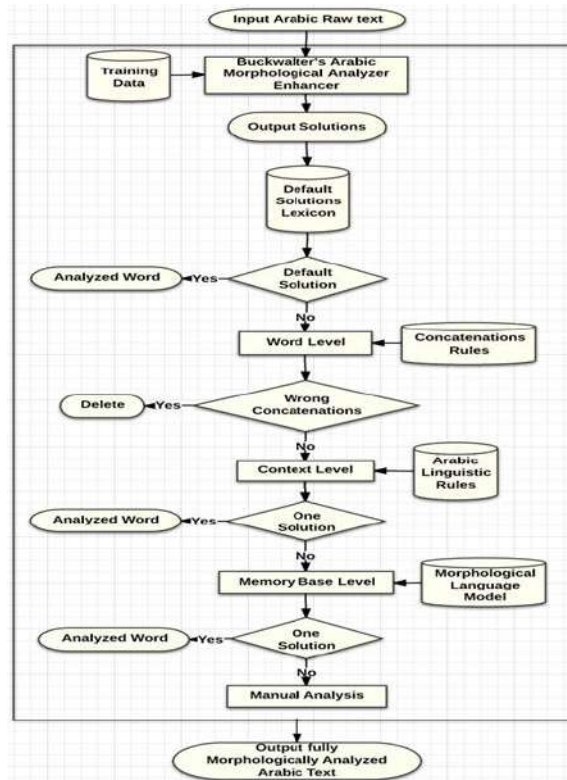 Input Arabic Raw text
Training
Data
Buckwalter's Arabic
Morphological Analyzer
Enhancer
Output Solutions
Default
Solutions
Lexicon
Analyzed Word
Yes
Default
Solution
No
Word Level
Concatenations
Rules
Delete
Yes
Wrong
Concatenations
No
Context Level
Arabic
Linguistic
Rules
Analyzed Word
Yes
One
Solution
No
Memory Base Level
Morphological
Language
Model
Analyzed Word
Yes
One
Solution
No
Manual Analysis
Output fully
Morphologically Analyzed
Arabic Text